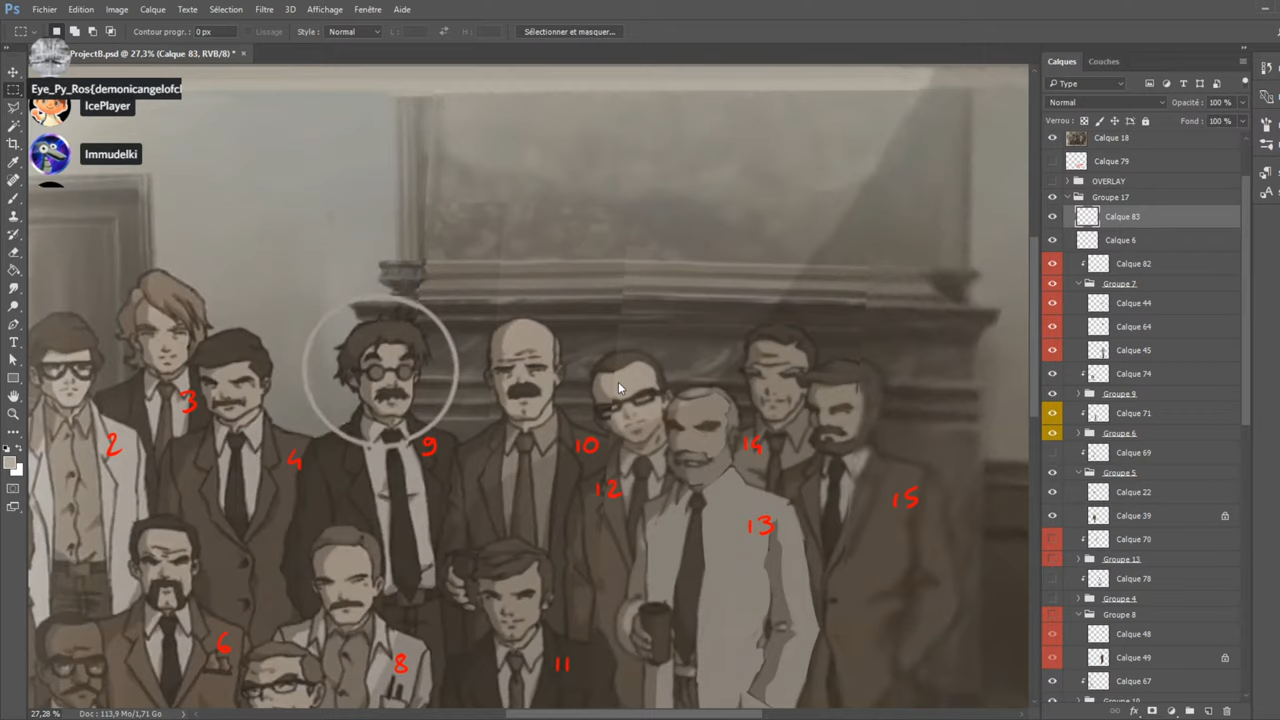 Ps Fichier Edition Image Calque Texte Sélection Filtre 3D Affichage Fenêtre Aide
Contour progr. : 0 px Lissage Style : Normal L. : H. : Sélectionner et masquer...
ProjectB.psd @ 27,3% (Calque 83, RVB/8) *
Eye_Py_Ros{demonicangelofcl
IcePlayer
Immudelki
2
3
4
9
10
12
14
13
15
6
8
11
Calques Couches
Type
Normal Opacité : 100 %
Verrou : Fond : 100 %
Calque 18
Calque 79
OVERLAY
Groupe 17
Calque 83
Calque 6
Calque 82
Groupe 7
Calque 44
Calque 64
Calque 45
Calque 74
Groupe 9
Calque 71
Groupe 6
Calque 69
Groupe 5
Calque 22
Calque 39
Calque 70
Groupe 13
Calque 78
Groupe 4
Groupe 8
Calque 48
Calque 49
Calque 67
27,28 % Doc : 113,9 Mo/1,71 Go
fx